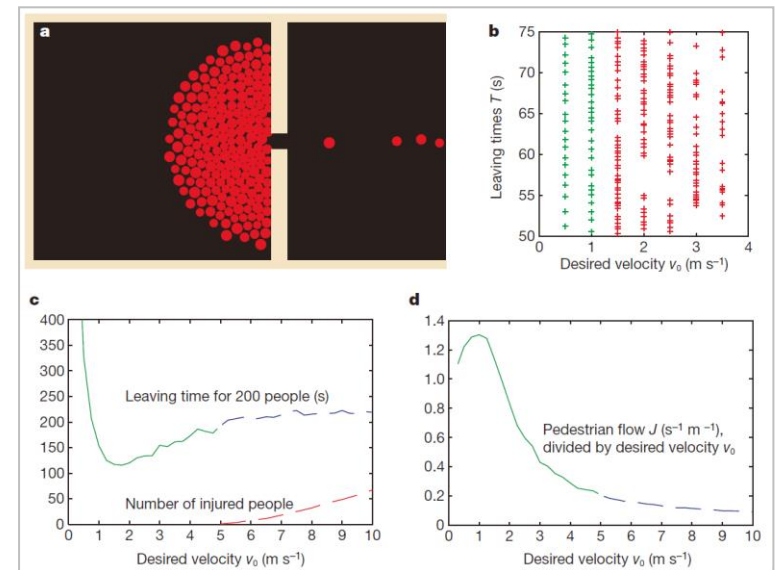 a
b
75
70
65
60
55
50
Leaving times T (s)
0 1 2 3 4
Desired velocity v₀ (m s⁻¹)
c
400
350
300
250
200
150
100
50
0
Leaving time for 200 people (s)
Number of injured people
0 1 2 3 4 5 6 7 8 9 10
Desired velocity v₀ (m s⁻¹)
d
1.4
1.2
1.0
0.8
0.6
0.4
0.2
0
Pedestrian flow J (s⁻¹ m⁻¹),
divided by desired velocity v₀
0 1 2 3 4 5 6 7 8 9 10
Desired velocity v₀ (m s⁻¹)